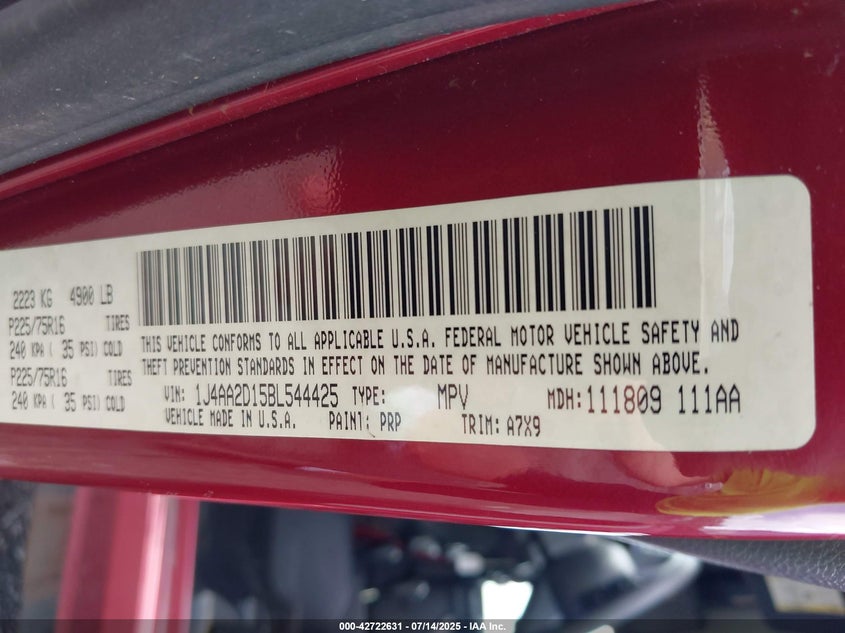 2223 KG 4900 LB
P225/75R16 TIRES
240 KPA ( 35 PSI) COLD
P225/75R16 TIRES
240 KPA ( 35 PSI) COLD
THIS VEHICLE CONFORMS TO ALL APPLICABLE U.S.A. FEDERAL MOTOR VEHICLE SAFETY AND
THEFT PREVENTION STANDARDS IN EFFECT ON THE DATE OF MANUFACTURE SHOWN ABOVE.
VIN: 1J4AA2D15BL544425 TYPE: MPV MDH:111809 111AA
VEHICLE MADE IN U.S.A. PAINT: PRP TRIM: A7X9
000-42722631 - 07/14/2025 - IAA Inc.